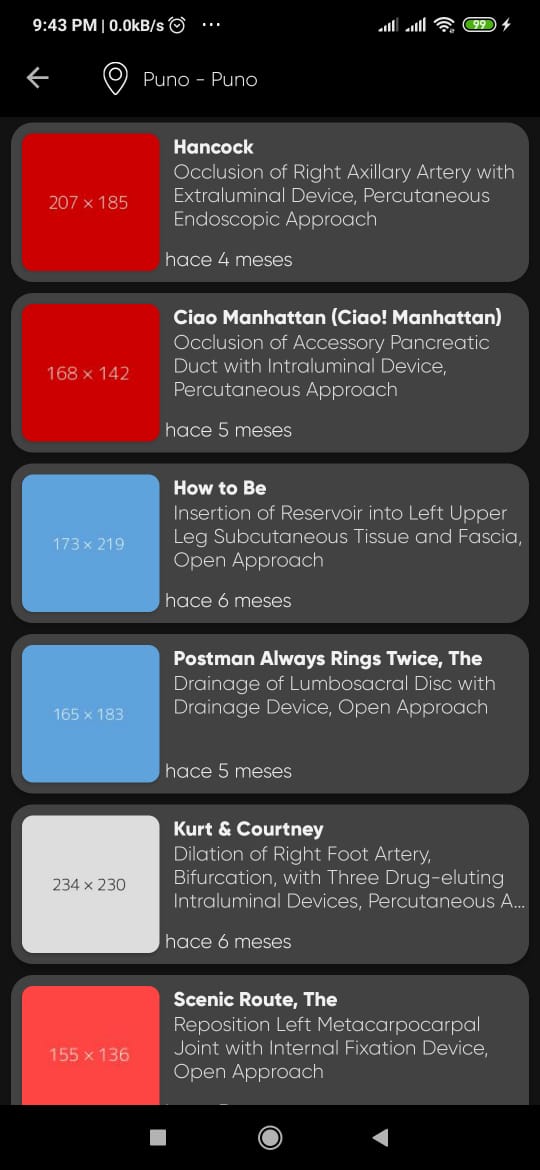 9:43 PM | 0.0kB/s ...
99
Puno - Puno
207 × 185
Hancock
Occlusion of Right Axillary Artery with
Extraluminal Device, Percutaneous
Endoscopic Approach
hace 4 meses
168 × 142
Ciao Manhattan (Ciao! Manhattan)
Occlusion of Accessory Pancreatic
Duct with Intraluminal Device,
Percutaneous Approach
hace 5 meses
173 × 219
How to Be
Insertion of Reservoir into Left Upper
Leg Subcutaneous Tissue and Fascia,
Open Approach
hace 6 meses
165 × 183
Postman Always Rings Twice, The
Drainage of Lumbosacral Disc with
Drainage Device, Open Approach
hace 5 meses
234 × 230
Kurt & Courtney
Dilation of Right Foot Artery,
Bifurcation, with Three Drug-eluting
Intraluminal Devices, Percutaneous A...
hace 6 meses
155 × 136
Scenic Route, The
Reposition Left Metacarpocarpal
Joint with Internal Fixation Device,
Open Approach